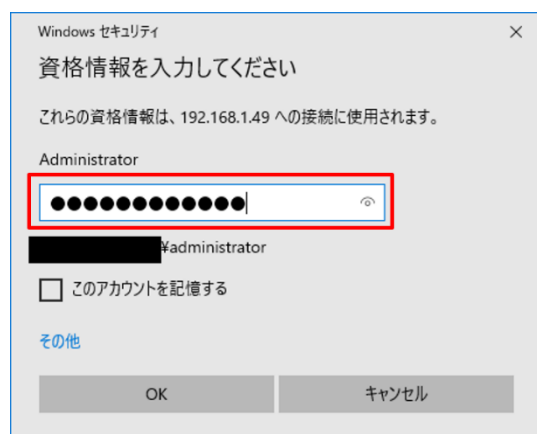 Windows セキュリティ
資格情報を入力してください
これらの資格情報は、192.168.1.49 への接続に使用されます。
Administrator
●●●●●●●●●●●●
¥administrator
このアカウントを記憶する
その他
OK
キャンセル